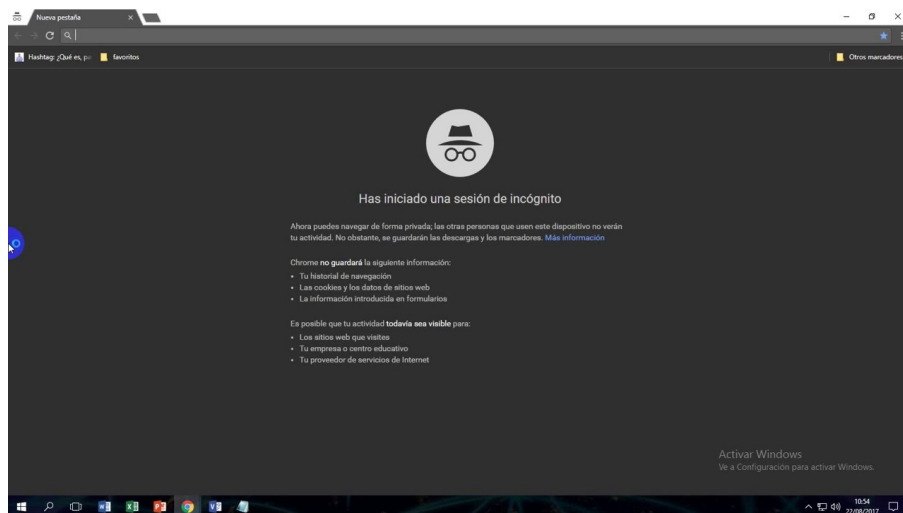 Nueva pestaña
Hashtag: ¿Qué es, pa
favoritos
Otros marcadores
Has iniciado una sesión de incógnito
Ahora puedes navegar de forma privada; las otras personas que usen este dispositivo no verán
tu actividad. No obstante, se guardarán las descargas y los marcadores. Más información
Chrome no guardará la siguiente información:
• Tu historial de navegación
• Las cookies y los datos de sitios web
• La información introducida en formularios
Es posible que tu actividad todavía sea visible para:
• Los sitios web que visites
• Tu empresa o centro educativo
• Tu proveedor de servicios de Internet
Activar Windows
Ve a Configuración para activar Windows.
10:54
22/08/2017